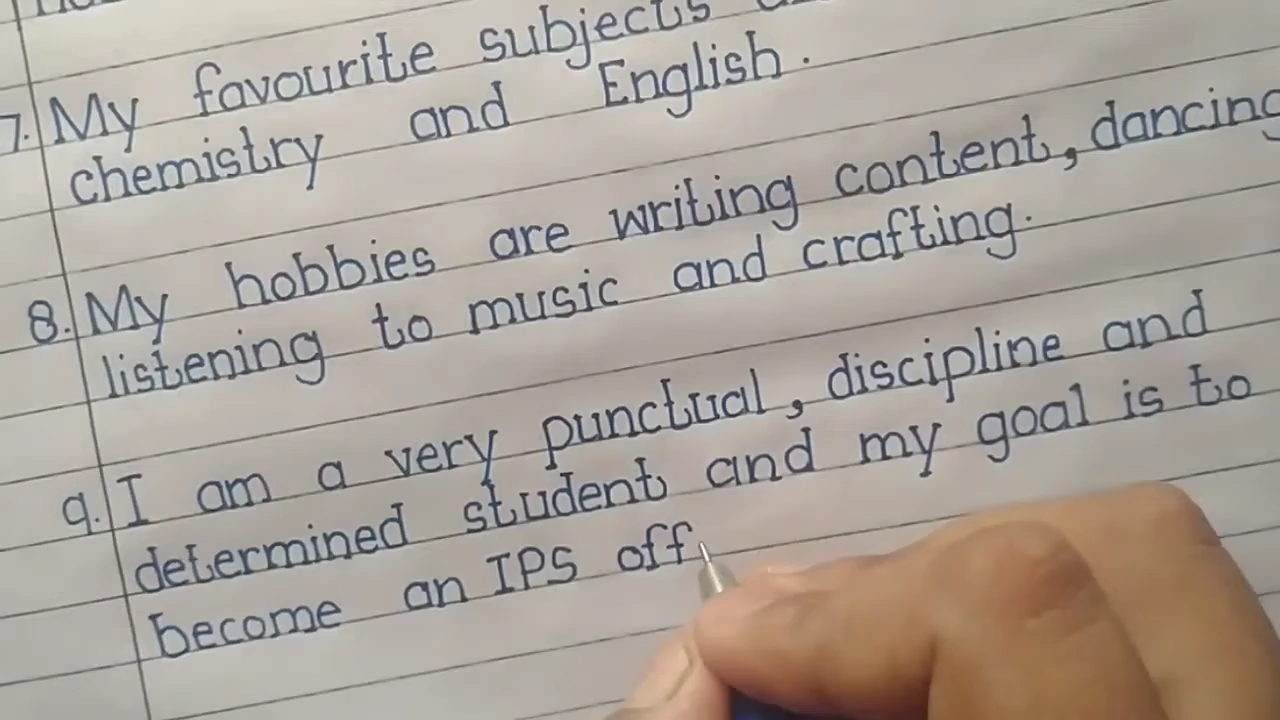 7. My favourite subjects
chemistry and English.
8. My hobbies are writing content, dancing
listening to music and crafting.
9. I am a very punctual, discipline and
determined student and my goal is to
become an IPS off